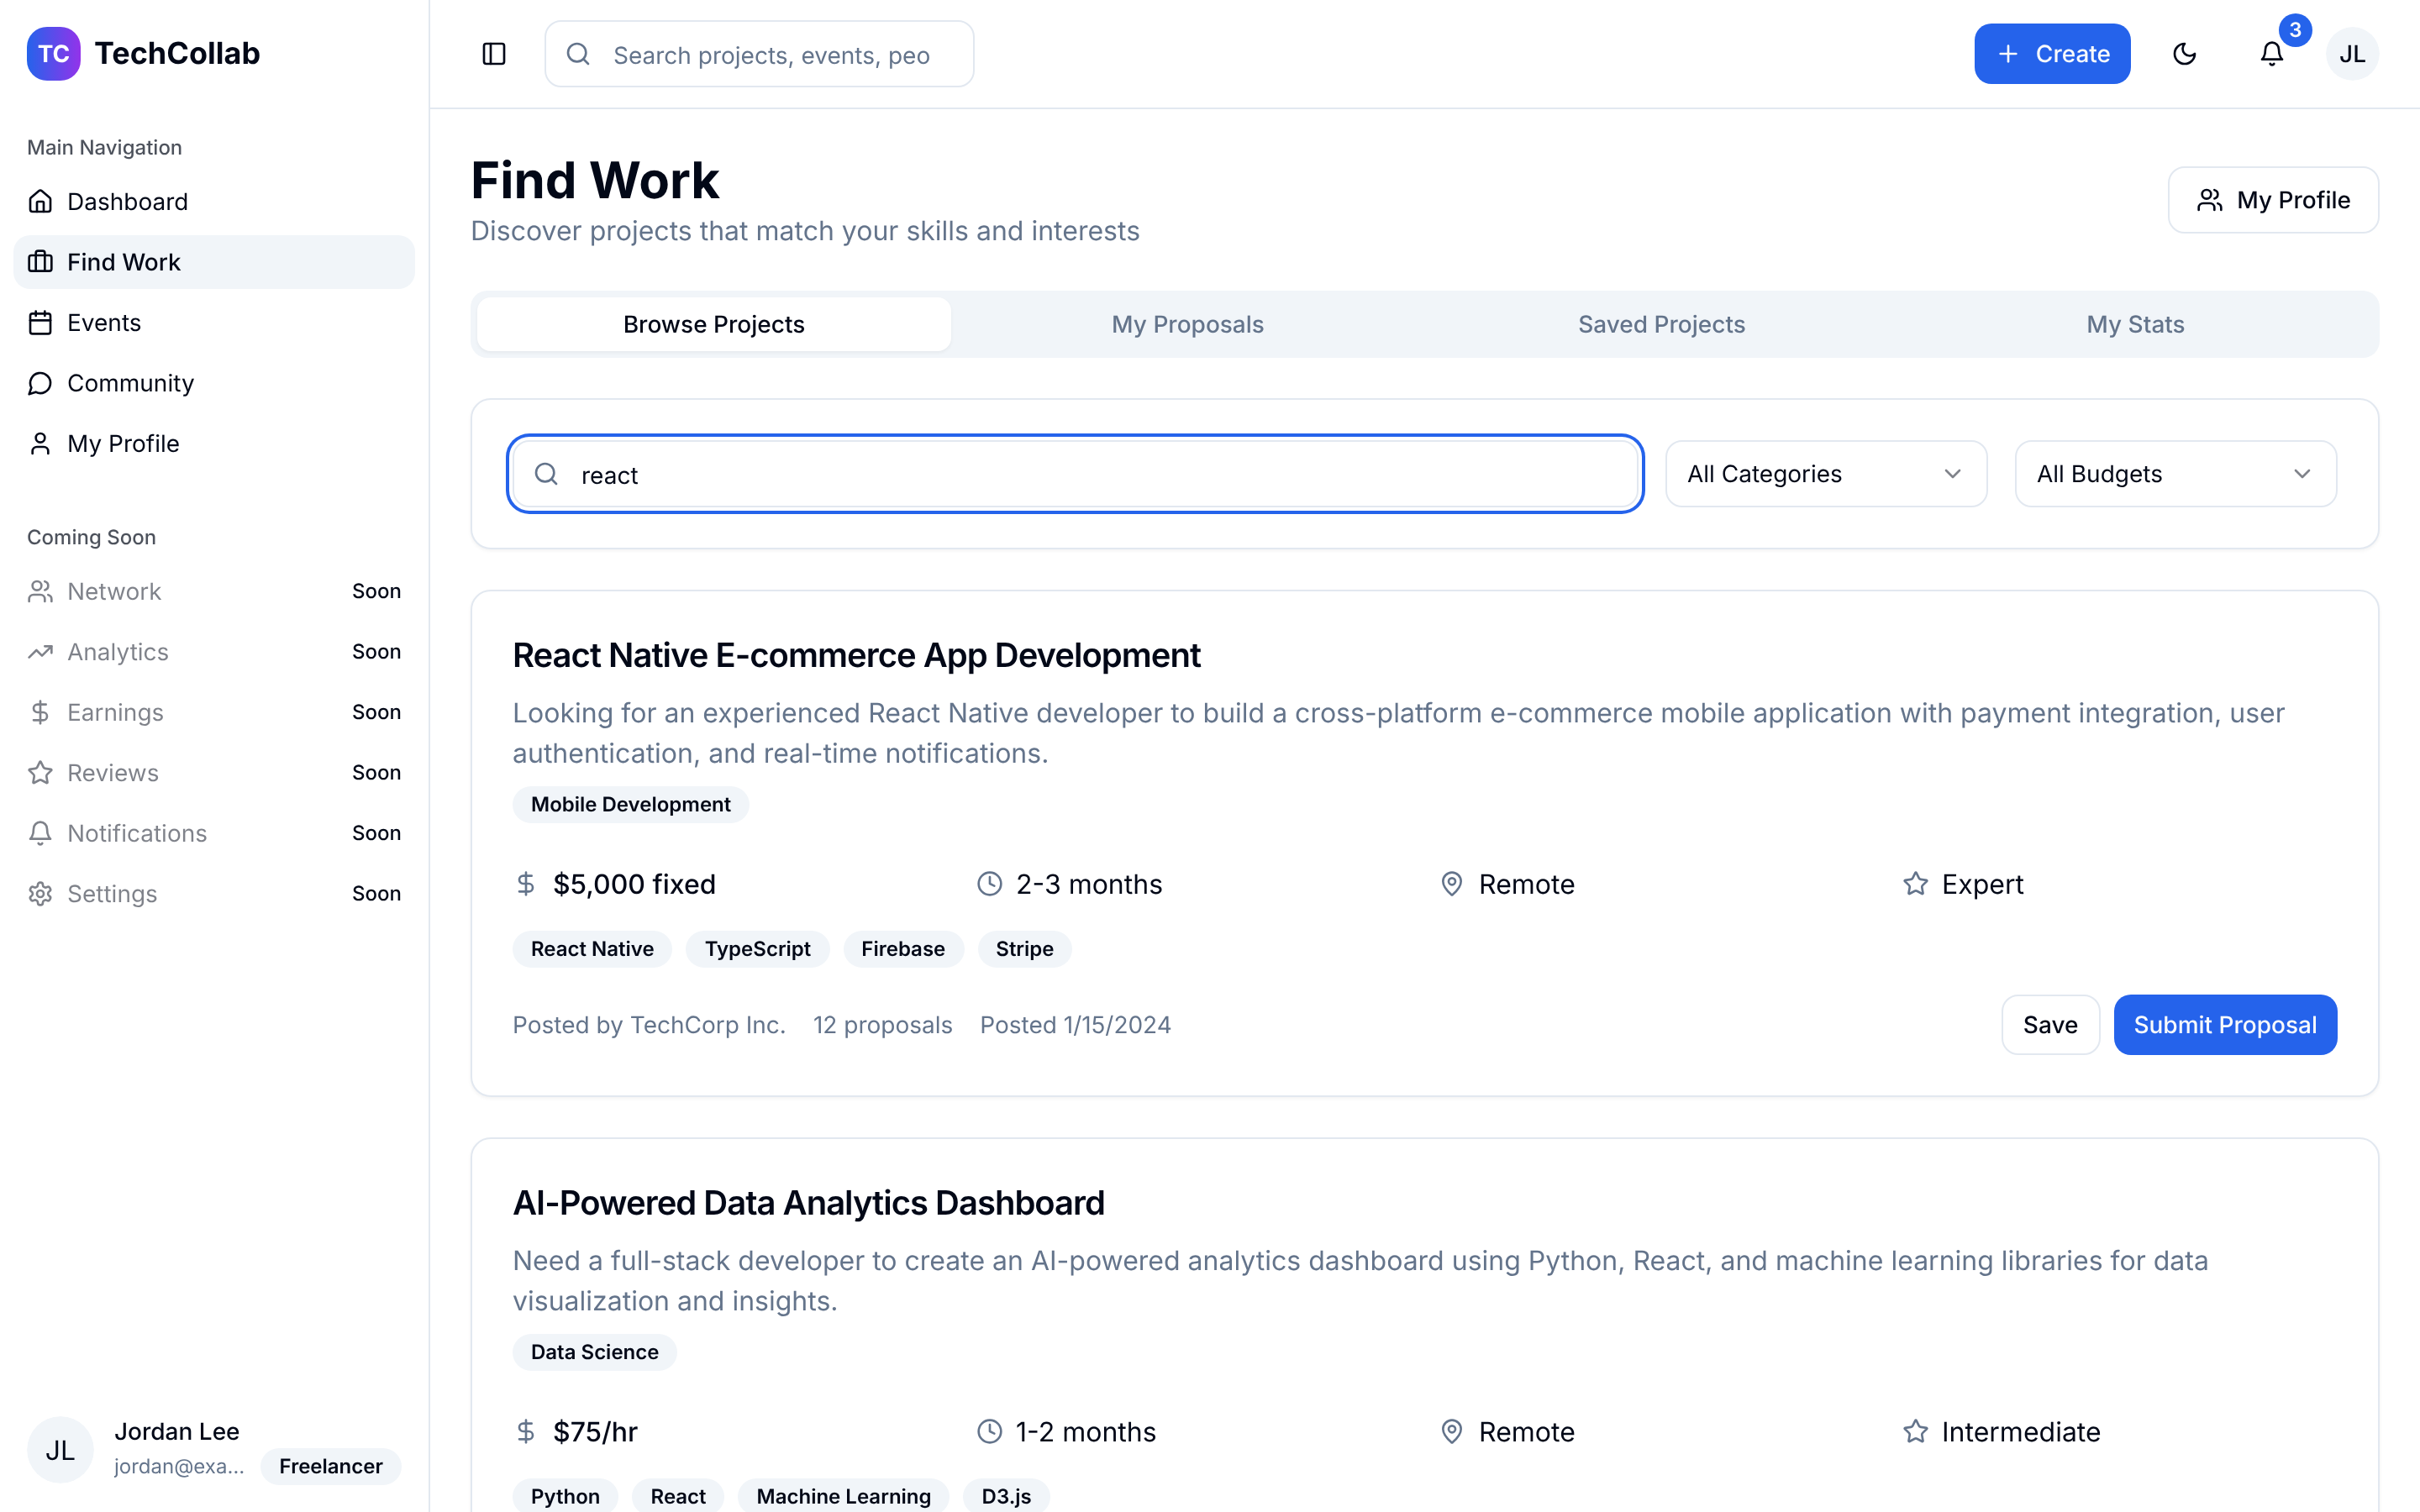 TC TechCollab
Main Navigation
Dashboard
Find Work
Events
Community
My Profile
Coming Soon
Network Soon
Analytics Soon
Earnings Soon
Reviews Soon
Notifications Soon
Settings Soon
JL
Jordan Lee
jordan@exa... Freelancer
Search projects, events, peo
Create
3
JL
Find Work
Discover projects that match your skills and interests
My Profile
Browse Projects My Proposals Saved Projects My Stats
react
All Categories
All Budgets
React Native E-commerce App Development
Looking for an experienced React Native developer to build a cross-platform e-commerce mobile application with payment integration, user
authentication, and real-time notifications.
Mobile Development
$5,000 fixed 2-3 months Remote Expert
React Native TypeScript Firebase Stripe
Posted by TechCorp Inc. 12 proposals Posted 1/15/2024
Save Submit Proposal
AI-Powered Data Analytics Dashboard
Need a full-stack developer to create an AI-powered analytics dashboard using Python, React, and machine learning libraries for data
visualization and insights.
Data Science
$75/hr 1-2 months Remote Intermediate
Python React Machine Learning D3.js